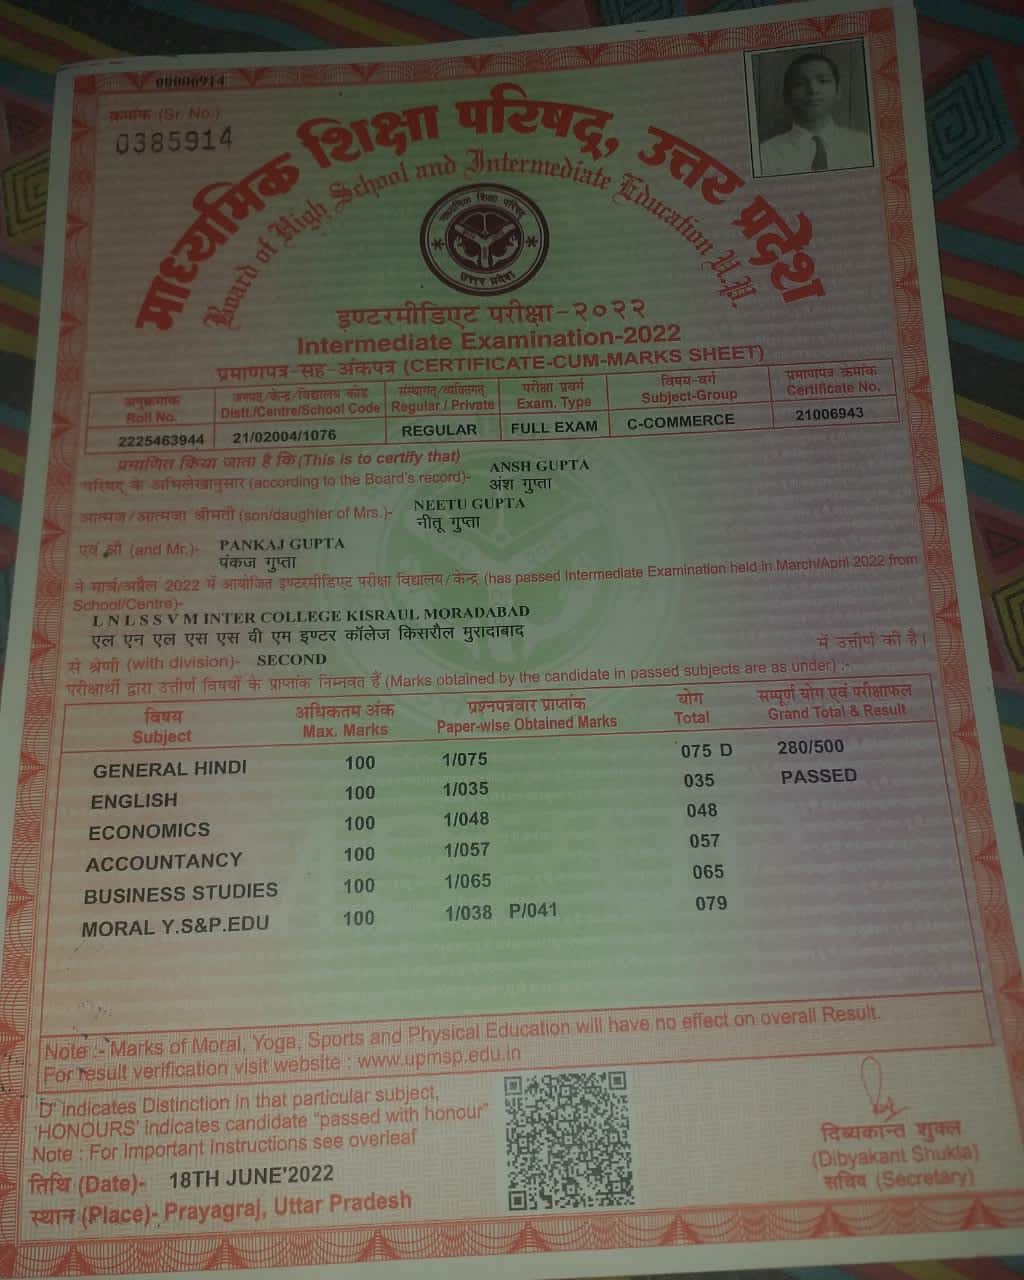 00006914
क्रमांक (Sr. No.)
0385914
माध्यमिक शिक्षा परिषद्, उत्तर प्रदेश
Board of High School and Intermediate Education U.P.
माध्यमिक शिक्षा परिषद्
उत्तर प्रदेश
इण्टरमीडिएट परीक्षा-२०२२
Intermediate Examination-2022
प्रमाणपत्र-सह-अंकपत्र (CERTIFICATE-CUM-MARKS SHEET)
अनुक्रमांक जनपद/केन्द्र/विद्यालय कोड संस्थागत/व्यक्तिगत परीक्षा प्रवर्ग विषय-वर्ग प्रमाणपत्र क्रमांक
Roll No. Distt./Centre/School Code Regular / Private Exam. Type Subject-Group Certificate No.
2225463944 21/02004/1076 REGULAR FULL EXAM C-COMMERCE 21006943
प्रमाणित किया जाता है कि (This is to certify that)
परिषद् के अभिलेखानुसार (according to the Board's record)- ANSH GUPTA
अंश गुप्ता
आत्मज/आत्मजा श्रीमती (son/daughter of Mrs.)- NEETU GUPTA
नीतू गुप्ता
एवं श्री (and Mr.)- PANKAJ GUPTA
पंकज गुप्ता
ने मार्च/अप्रैल 2022 में आयोजित इण्टरमीडिएट परीक्षा विद्यालय/केन्द्र (has passed Intermediate Examination held in March/April 2022 from
School/Centre)-
L N L S S V M INTER COLLEGE KISRAUL MORADABAD
एल एन एल एस एस वी एम इण्टर कॉलेज किसरौल मुरादाबाद
से श्रेणी (with division)- SECOND में उत्तीर्ण की है।
परीक्षार्थी द्वारा उत्तीर्ण विषयों के प्राप्तांक निम्नवत हैं (Marks obtained by the candidate in passed subjects are as under) :-
विषय अधिकतम अंक प्रश्नपत्रवार प्राप्तांक योग सम्पूर्ण योग एवं परीक्षाफल
Subject Max. Marks Paper-wise Obtained Marks Total Grand Total & Result
GENERAL HINDI 100 1/075 075 D 280/500
ENGLISH 100 1/035 035 PASSED
ECONOMICS 100 1/048 048
ACCOUNTANCY 100 1/057 057
BUSINESS STUDIES 100 1/065 065
MORAL Y.S&P.EDU 100 1/038 P/041 079
Note :- Marks of Moral, Yoga, Sports and Physical Education will have no effect on overall Result.
For result verification visit website : www.upmsp.edu.in
'D' indicates Distinction in that particular subject,
'HONOURS' indicates candidate "passed with honour"
Note : For Important Instructions see overleaf
तिथि (Date)- 18TH JUNE'2022
स्थान (Place)- Prayagraj, Uttar Pradesh
दिब्यकान्त शुक्ल
(Dibyakant Shukla)
सचिव (Secretary)